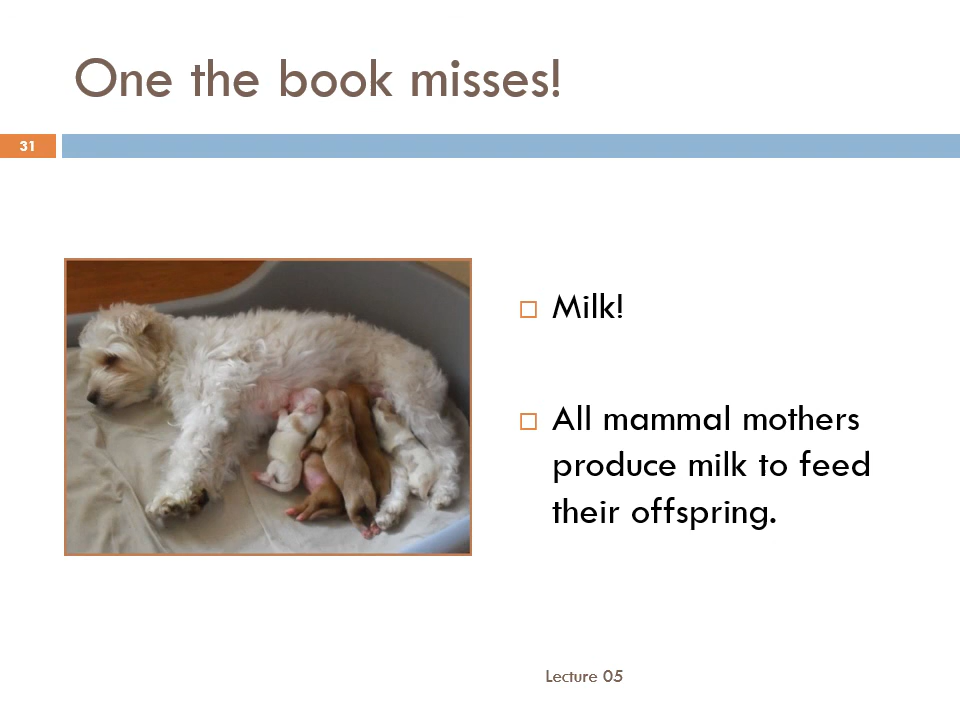 One the book misses!
31
Milk!
All mammal mothers
produce milk to feed
their offspring.
Lecture 05